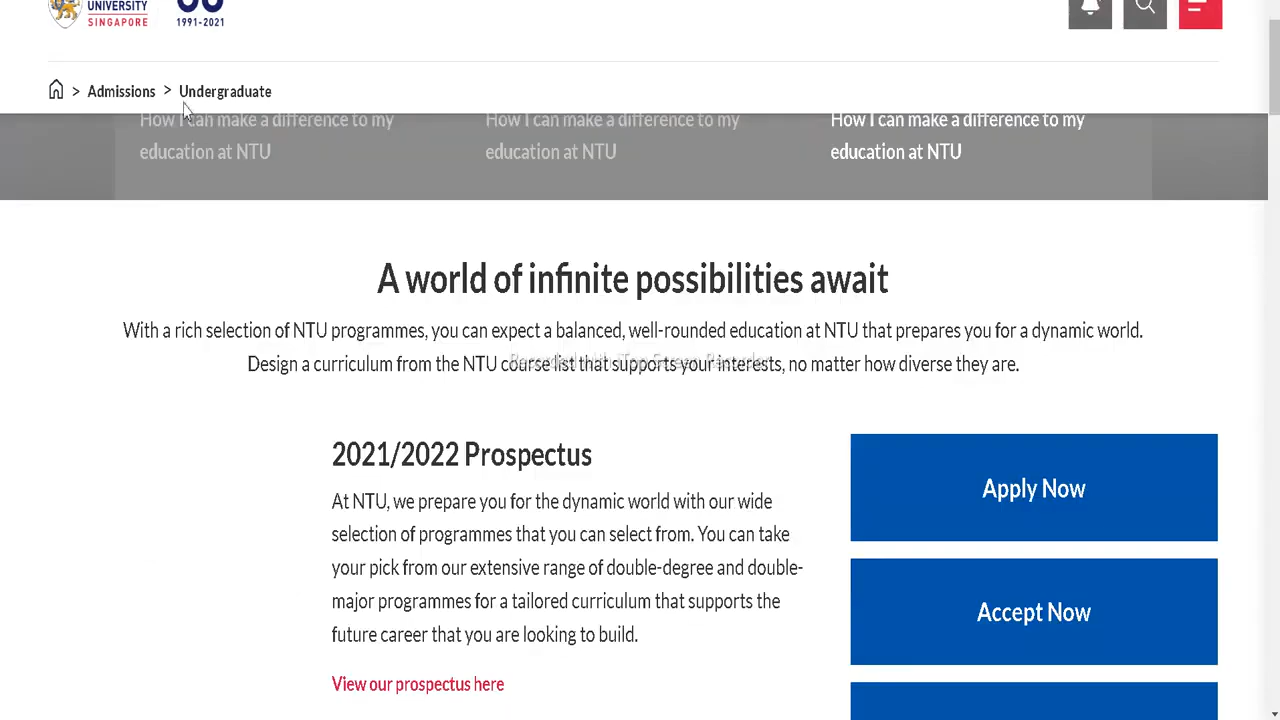 UNIVERSITY
SINGAPORE
1991-2021
> Admissions > Undergraduate
How I can make a difference to my education at NTU
How I can make a difference to my education at NTU
How I can make a difference to my education at NTU
A world of infinite possibilities await
With a rich selection of NTU programmes, you can expect a balanced, well-rounded education at NTU that prepares you for a dynamic world.
Design a curriculum from the NTU course list that supports your interests, no matter how diverse they are.
Recorded with iTop Screen Recorder
2021/2022 Prospectus
At NTU, we prepare you for the dynamic world with our wide
selection of programmes that you can select from. You can take
your pick from our extensive range of double-degree and double-
major programmes for a tailored curriculum that supports the
future career that you are looking to build.
View our prospectus here
Apply Now
Accept Now